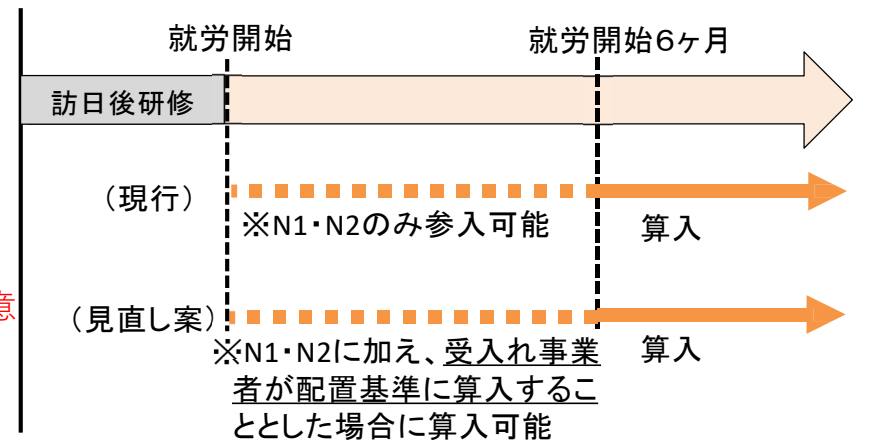 就労開始
就労開始6ヶ月
訪日後研修
（現行）
※N1・N2のみ参入可能
算入
意
（見直し案）
※N1・N2に加え、受入れ事業
者が配置基準に算入するこ
ととした場合に算入可能
算入